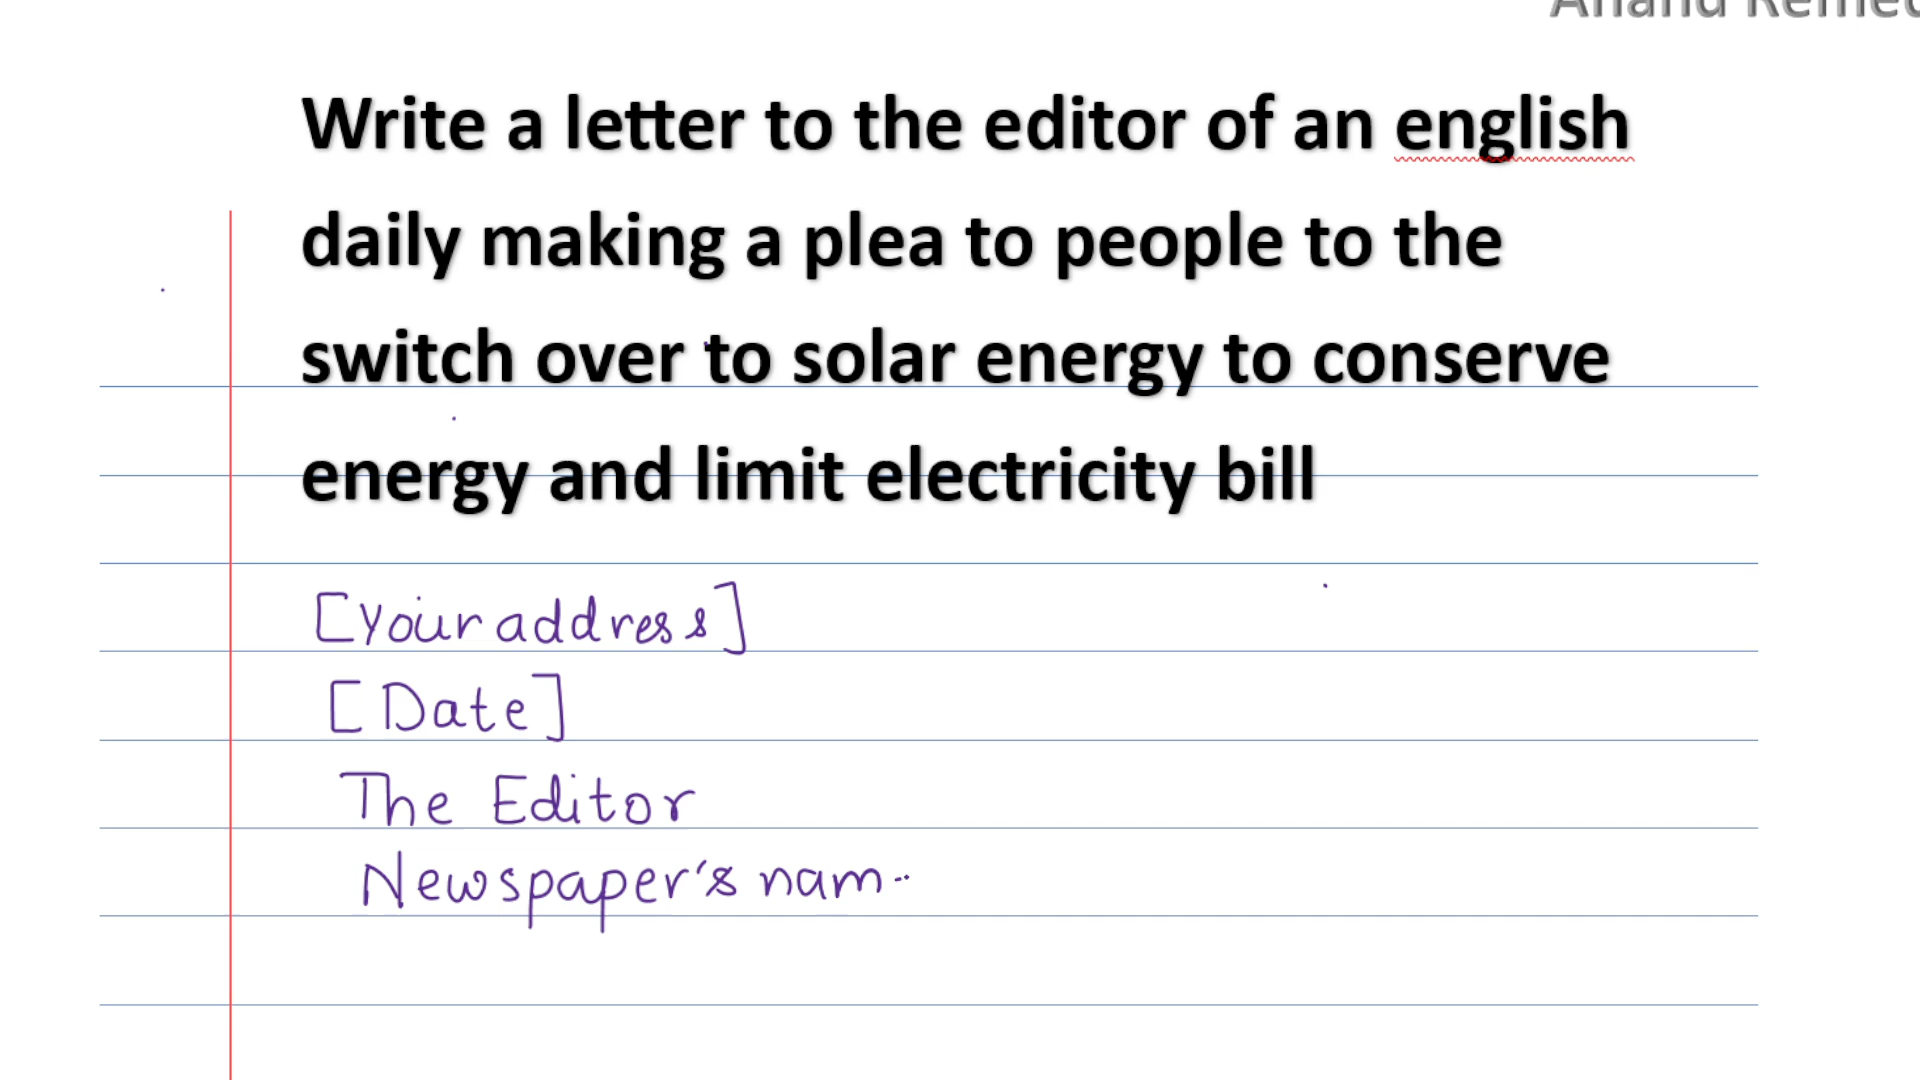 Anand
Write a letter to the editor of an english
daily making a plea to people to the
switch over to solar energy to conserve
energy and limit electricity bill
[Your address]
[Date]
The Editor
Newspaper's nam